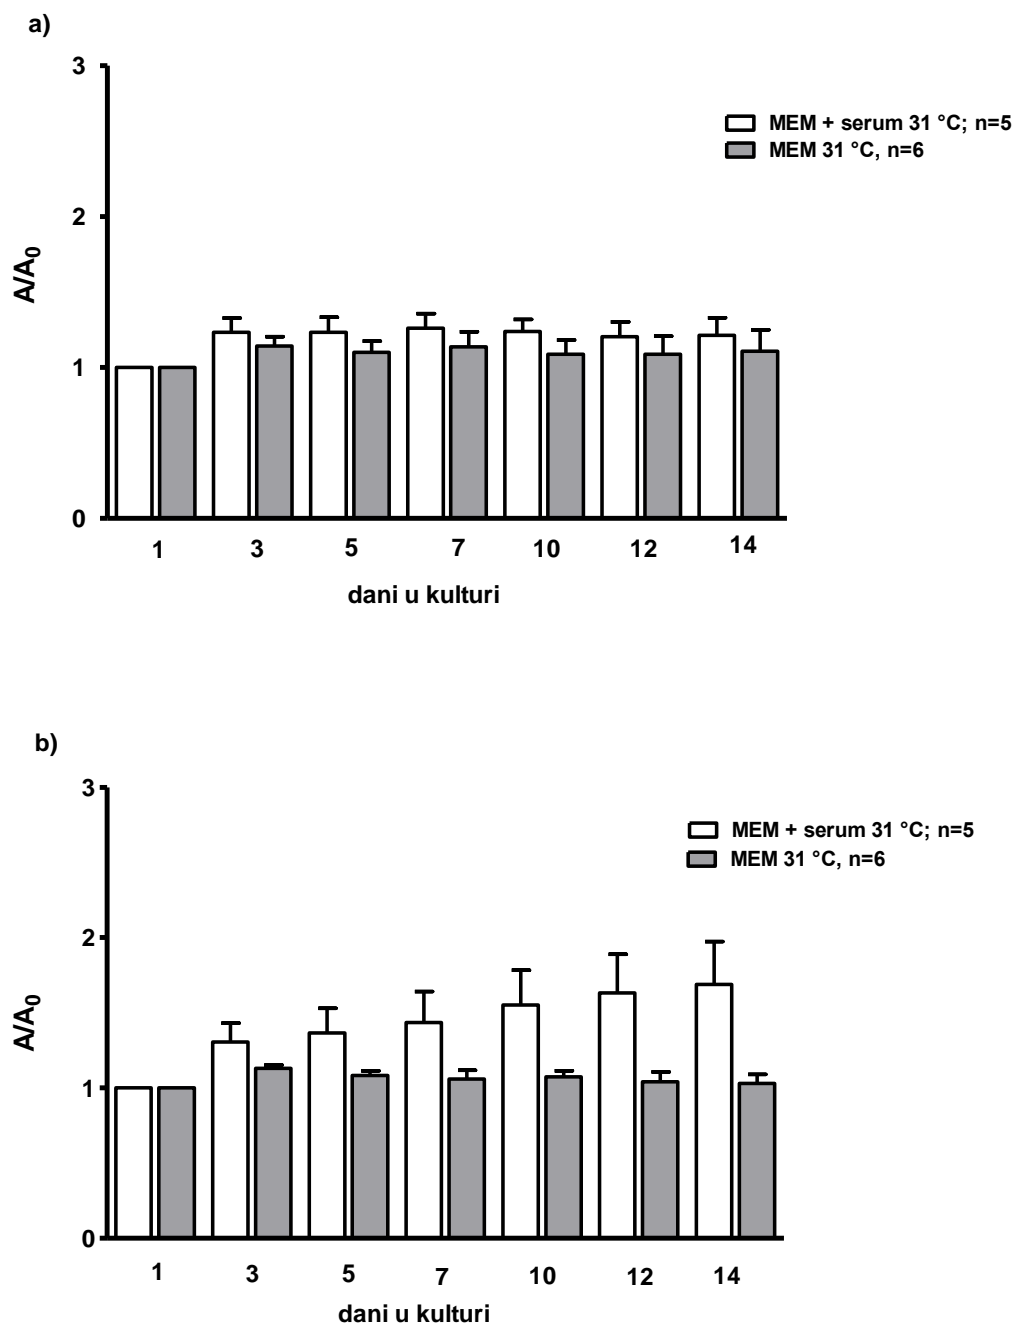 a)
3
MEM + serum 31 °C; n=5
MEM 31 °C, n=6
2
A/A0
1
0
1 3 5 7 10 12 14
dani u kulturi
b)
3
MEM + serum 31 °C; n=5
MEM 31 °C, n=6
2
A/A0
1
0
1 3 5 7 10 12 14
dani u kulturi